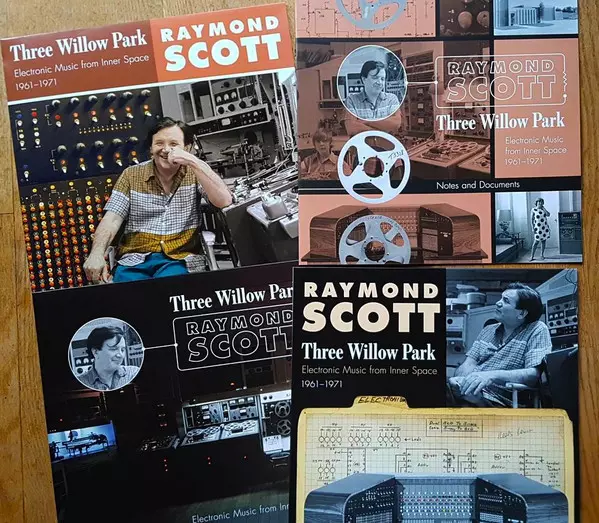 Three Willow Park
Electronic Music from Inner Space
1961–1971
RAYMOND
SCOTT
RAYMOND
SCOTT
Three Willow Park
Electronic Music from Inner Space
1961–1971
Notes and Documents
Three Willow Park
RAYMOND
SCOTT
Electronic Music from Inner
RAYMOND
SCOTT
Three Willow Park
Electronic Music from Inner Space
1961–1971
ELECTRONIUM